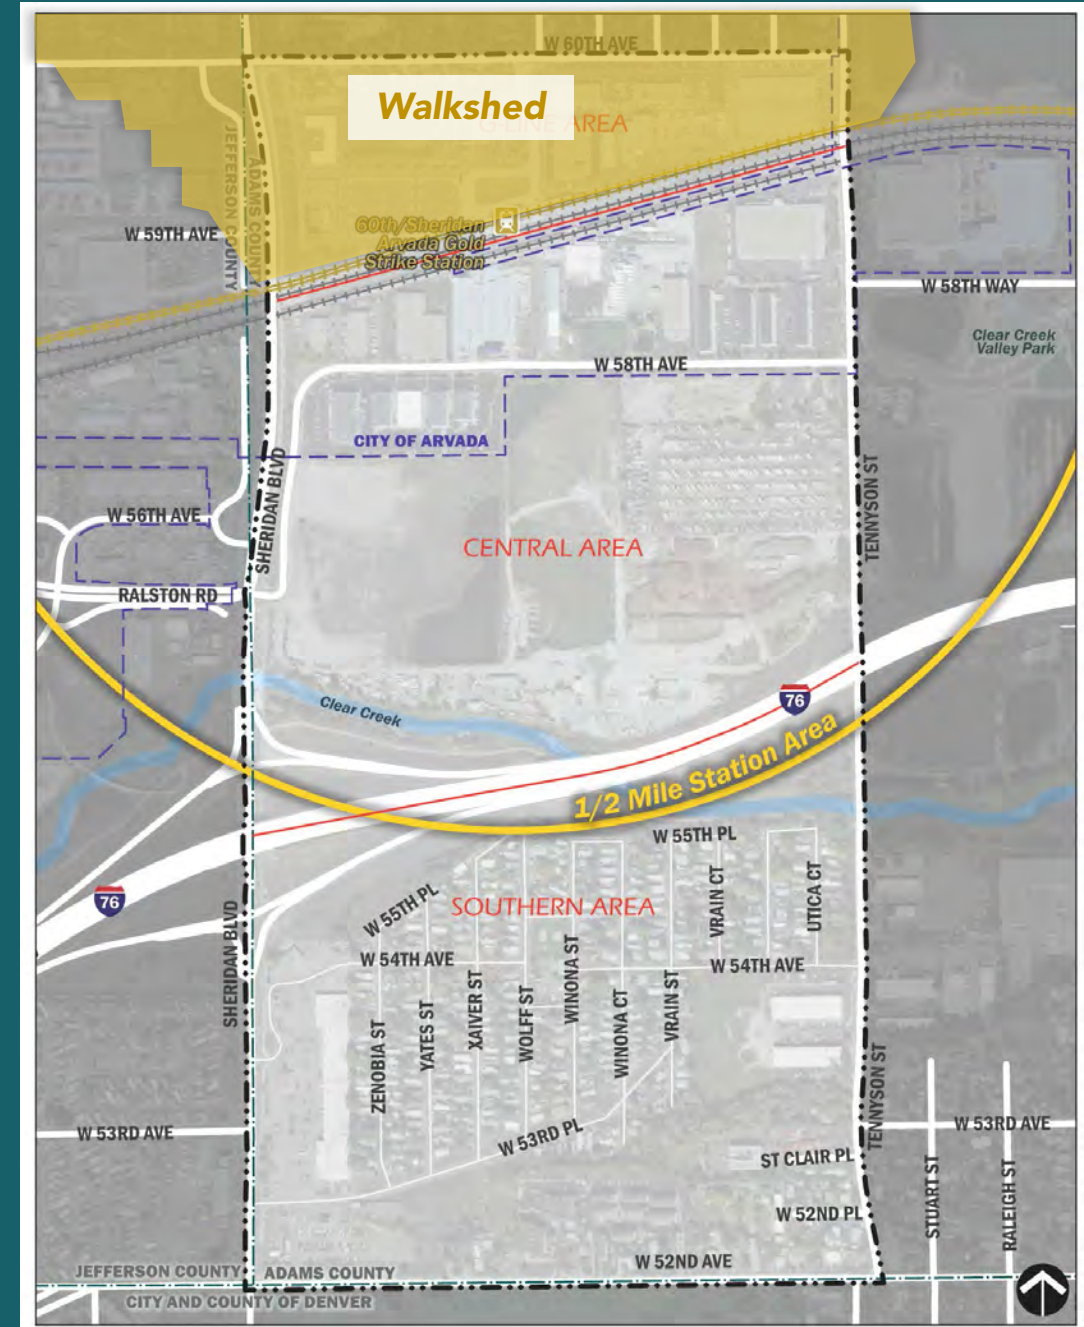 W 60TH AVE
Walkshed
G LINE AREA
JEFFERSON COUNTY
ADAMS COUNTY
60th/Sheridan
Arvada Gold
Strike Station
W 59TH AVE
W 58TH WAY
Clear Creek
Valley Park
W 58TH AVE
CITY OF ARVADA
SHERIDAN BLVD
TENNYSON ST
W 56TH AVE
CENTRAL AREA
RALSTON RD
76
Clear Creek
1/2 Mile Station Area
W 55TH PL
76
W 55TH PL
SOUTHERN AREA
VRAIN CT
UTICA CT
SHERIDAN BLVD
W 54TH AVE
W 54TH AVE
ZENOBIA ST
YATES ST
XAIVER ST
WOLFF ST
WINONA ST
WINONA CT
VRAIN ST
TENNYSON ST
W 53RD AVE
W 53RD PL
W 53RD AVE
ST CLAIR PL
STUART ST
RALEIGH ST
W 52ND PL
W 52ND AVE
JEFFERSON COUNTY
ADAMS COUNTY
CITY AND COUNTY OF DENVER